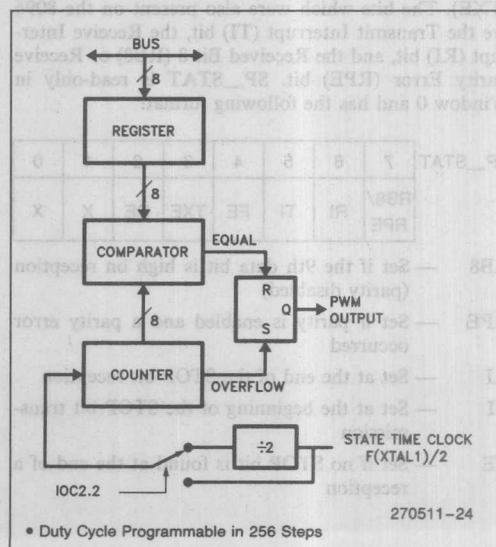 BUS
8
REGISTER
8
COMPARATOR
EQUAL
8
R
Q
PWM
OUTPUT
S
COUNTER
OVERFLOW
÷2
STATE TIME CLOCK
F(XTAL1)/2
IOC2.2
270511-24
• Duty Cycle Programmable in 256 Steps